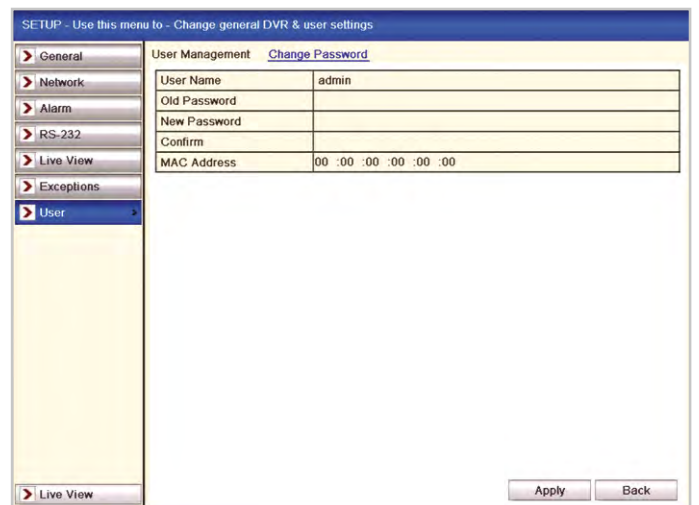 SETUP - Use this menu to - Change general DVR & user settings
General
Network
Alarm
RS-232
Live View
Exceptions
User
User Management Change Password
User Name admin
Old Password
New Password
Confirm
MAC Address 00 :00 :00 :00 :00 :00
Live View
Apply Back